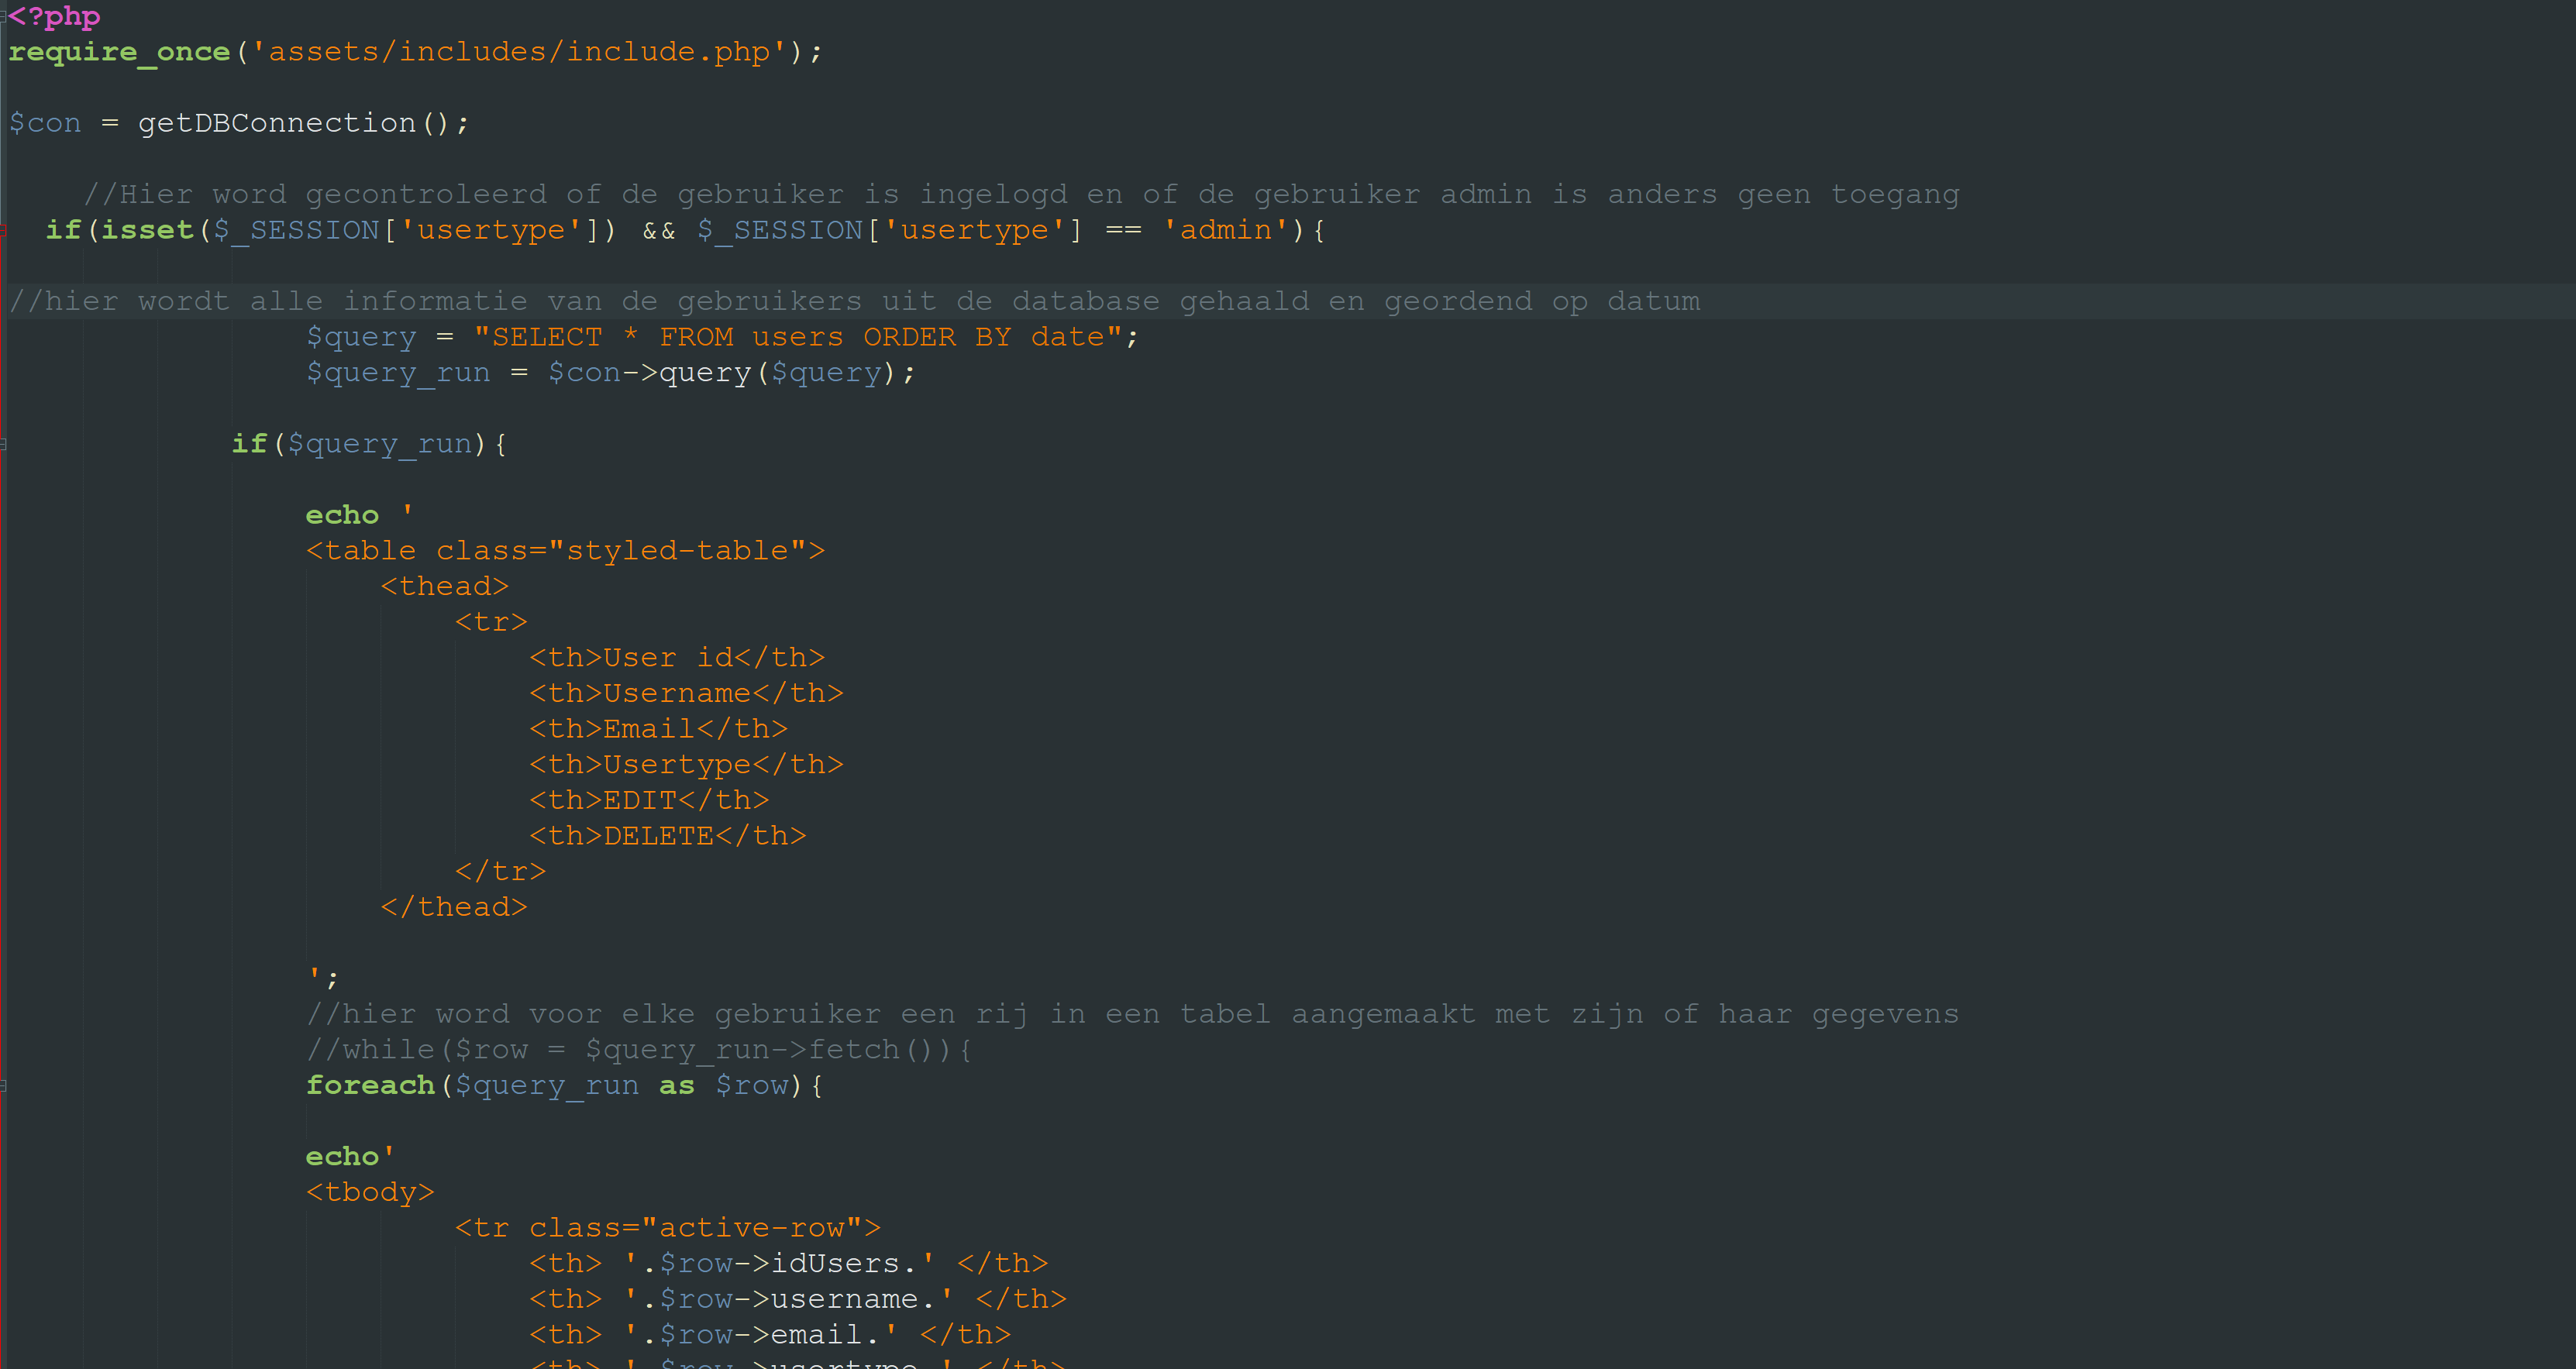 <?php
require_once('assets/includes/include.php');
$con = getDBConnection();
//Hier word gecontroleerd of de gebruiker is ingelogd en of de gebruiker admin is anders geen toegang
if(isset($_SESSION['usertype']) && $_SESSION['usertype'] == 'admin'){
//hier wordt alle informatie van de gebruikers uit de database gehaald en geordend op datum
$query = "SELECT * FROM users ORDER BY date";
$query_run = $con->query($query);
if($query_run){
echo '
<table class="styled-table">
<thead>
<tr>
<th>User id</th>
<th>Username</th>
<th>Email</th>
<th>Usertype</th>
<th>EDIT</th>
<th>DELETE</th>
</tr>
</thead>
';
//hier word voor elke gebruiker een rij in een tabel aangemaakt met zijn of haar gegevens
//while($row = $query_run->fetch()){
foreach($query_run as $row){
echo'
<tbody>
<tr class="active-row">
<th> '.$row->idUsers.' </th>
<th> '.$row->username.' </th>
<th> '.$row->email.' </th>
<th> '.$row->usertype.' </th>